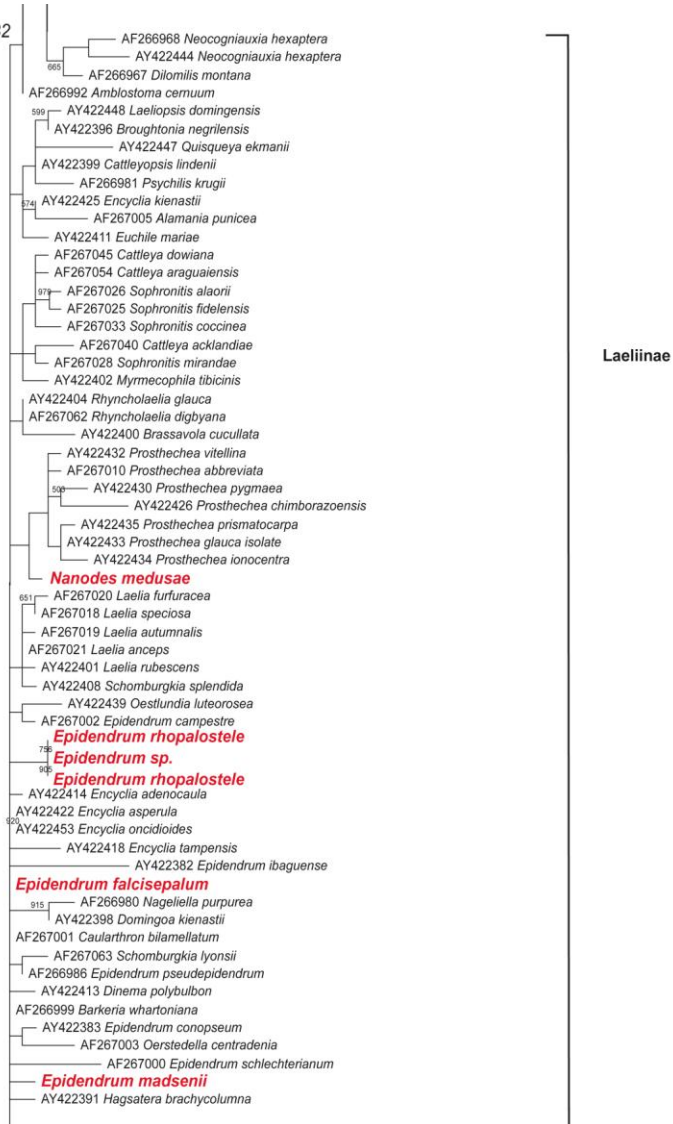 32
AF266968 Neocogniauxia hexaptera
AY422444 Neocogniauxia hexaptera
665
AF266967 Dilomilis montana
AF266992 Amblostoma cernuum
599
AY422448 Laeliopsis domingensis
AY422396 Broughtonia negrilensis
AY422447 Quisqueya ekmanii
AY422399 Cattleyopsis lindenii
AF266981 Psychilis krugii
574
AY422425 Encyclia kienastii
AF267005 Alamania punicea
AY422411 Euchile mariae
AF267045 Cattleya dowiana
AF267054 Cattleya araguaiensis
979
AF267026 Sophronitis alaorii
AF267025 Sophronitis fidelensis
AF267033 Sophronitis coccinea
AF267040 Cattleya acklandiae
Laeliinae
AF267028 Sophronitis mirandae
AY422402 Myrmecophila tibicinis
AY422404 Rhyncholaelia glauca
AF267062 Rhyncholaelia digbyana
AY422400 Brassavola cucullata
AY422432 Prosthechea vitellina
AF267010 Prosthechea abbreviata
503
AY422430 Prosthechea pygmaea
AY422426 Prosthechea chimborazoensis
AY422435 Prosthechea prismatocarpa
AY422433 Prosthechea glauca isolate
AY422434 Prosthechea ionocentra
Nanodes medusae
651
AF267020 Laelia furfuracea
AF267018 Laelia speciosa
AF267019 Laelia autumnalis
AF267021 Laelia anceps
AY422401 Laelia rubescens
AY422408 Schomburgkia splendida
AY422439 Oestlundia luteorosea
AF267002 Epidendrum campestre
Epidendrum rhopalostele
756
Epidendrum sp.
905
Epidendrum rhopalostele
AY422414 Encyclia adenocaula
AY422422 Encyclia asperula
920
AY422453 Encyclia oncidioides
AY422418 Encyclia tampensis
AY422382 Epidendrum ibaguense
Epidendrum falcisepalum
915
AF266980 Nageliella purpurea
AY422398 Domingoa kienastii
AF267001 Caularthron bilamellatum
AF267063 Schomburgkia lyonsii
AF266986 Epidendrum pseudepidendrum
AY422413 Dinema polybulbon
AF266999 Barkeria whartoniana
AY422383 Epidendrum conopseum
AF267003 Oerstedella centradenia
AF267000 Epidendrum schlechterianum
Epidendrum madsenii
AY422391 Hagsatera brachycolumna